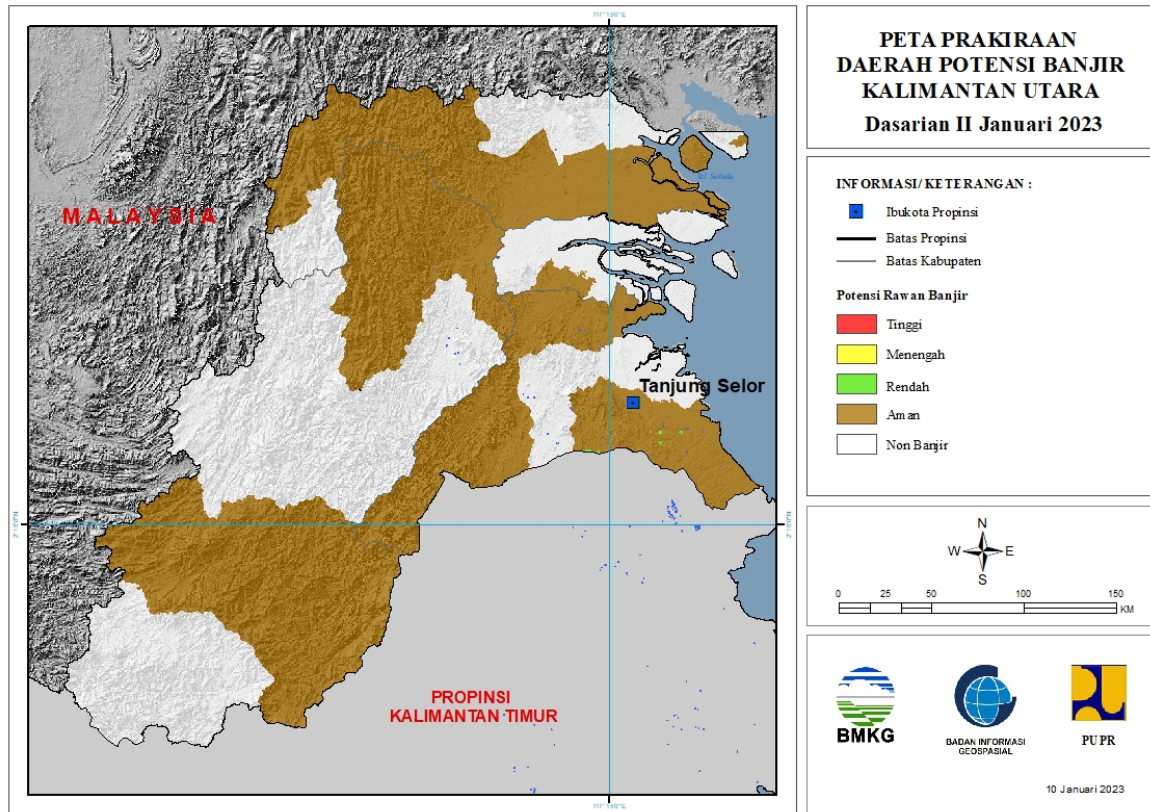 PETA PRAKIRAAN
DAERAH POTENSI BANJIR
KALIMANTAN UTARA
Dasarian II Januari 2023
INFORMASI/ KETERANGAN :
Ibukota Propinsi
Batas Propinsi
Batas Kabupaten
Potensi Rawan Banjir
Tinggi
Menengah
Rendah
Aman
Non Banjir
N
W E
S
0 25 50 100 150
KM
BMKG
BADAN INFORMASI
GEOSPASIAL
PUPR
10 Januari 2023
MALAYSIA
Tanjung Selor
PROPINSI
KALIMANTAN TIMUR